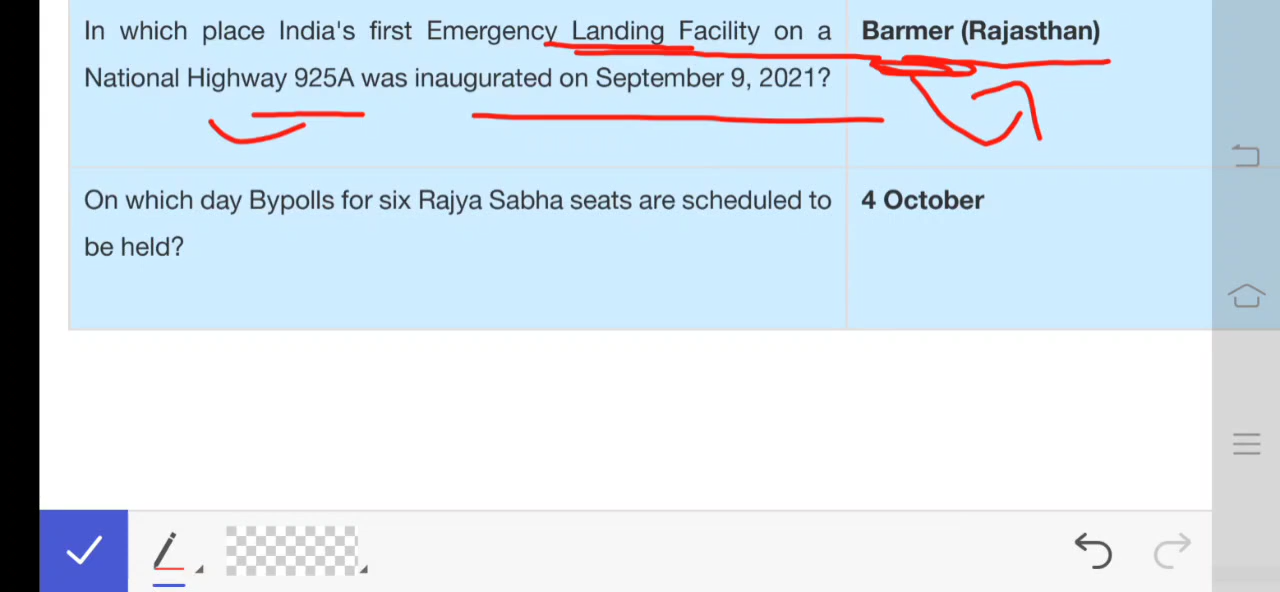 In which place India's first Emergency Landing Facility on a
National Highway 925A was inaugurated on September 9, 2021?
Barmer (Rajasthan)
On which day Bypolls for six Rajya Sabha seats are scheduled to
be held?
4 October